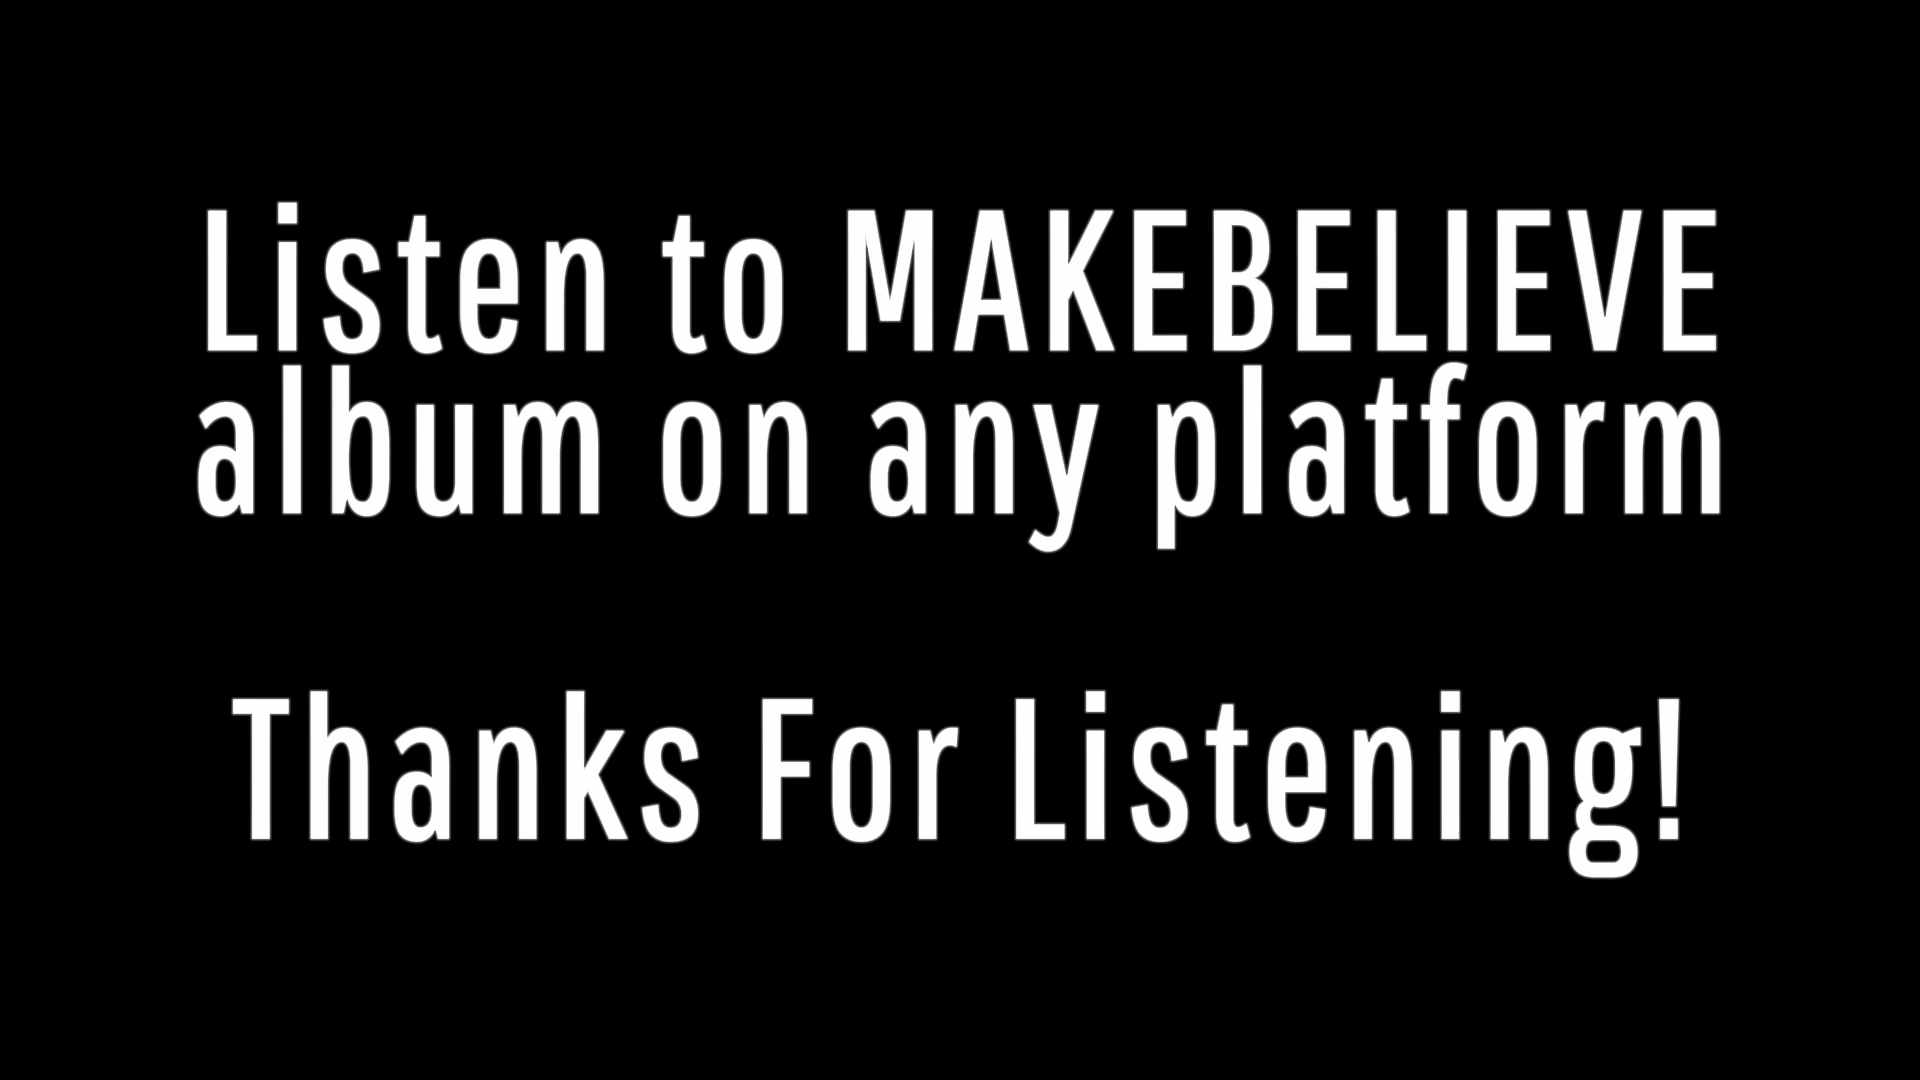 Listen to MAKEBELIEVE
album on any platform
Thanks For Listening!